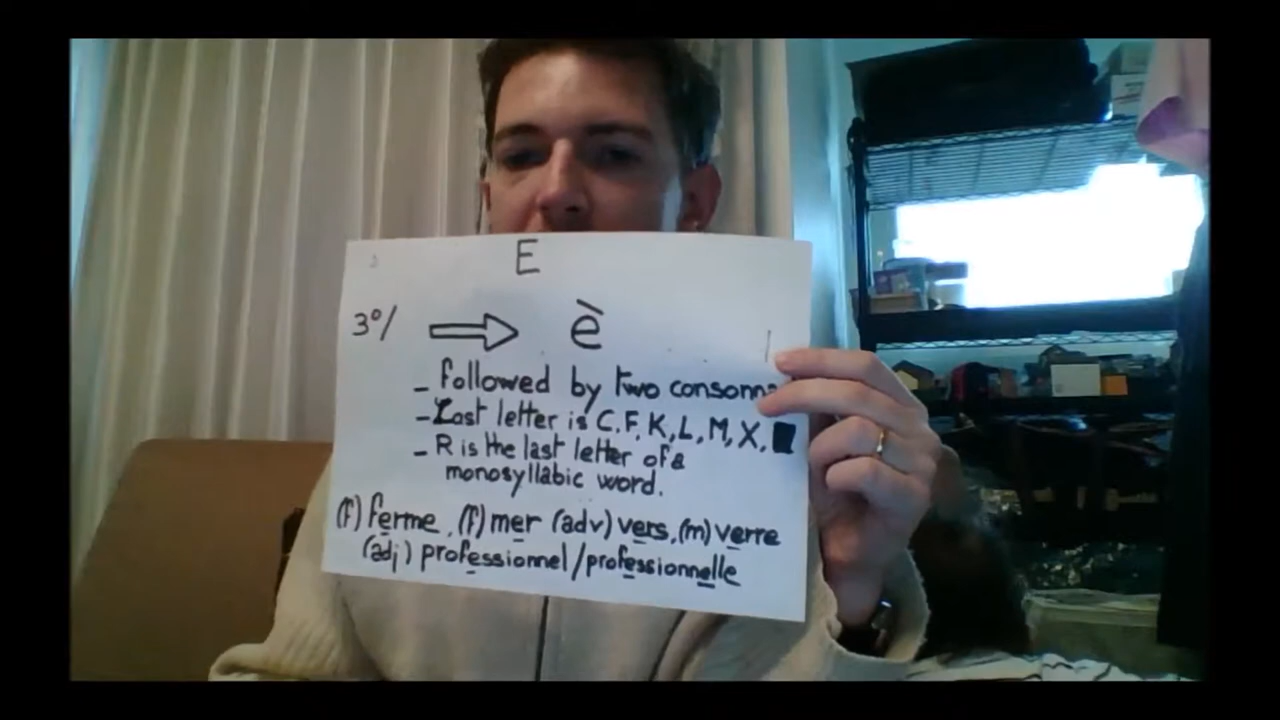 E
3°/ ⇒ è
- followed by two
- Last letter is C, F, K, L, M, X,
- R is the last letter of a
monosyllabic word.
(f) ferme, (f) mer (adv) vers, (m) verre
(adj) professionnel/professionnelle